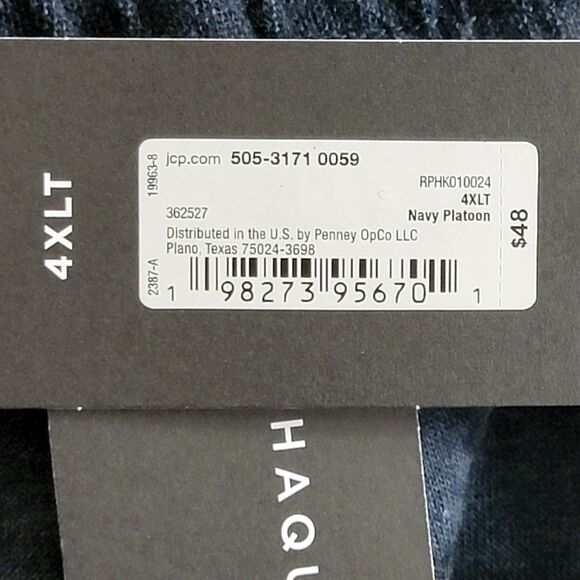 4XLT
19963-8
jcp.com 505-3171 0059
RPHK010024
4XLT
362527
Navy Platoon
Distributed in the U.S. by Penney OpCo LLC
Plano, Texas 75024-3698
2387-A
1 98273 95670 1
$48
HAQU